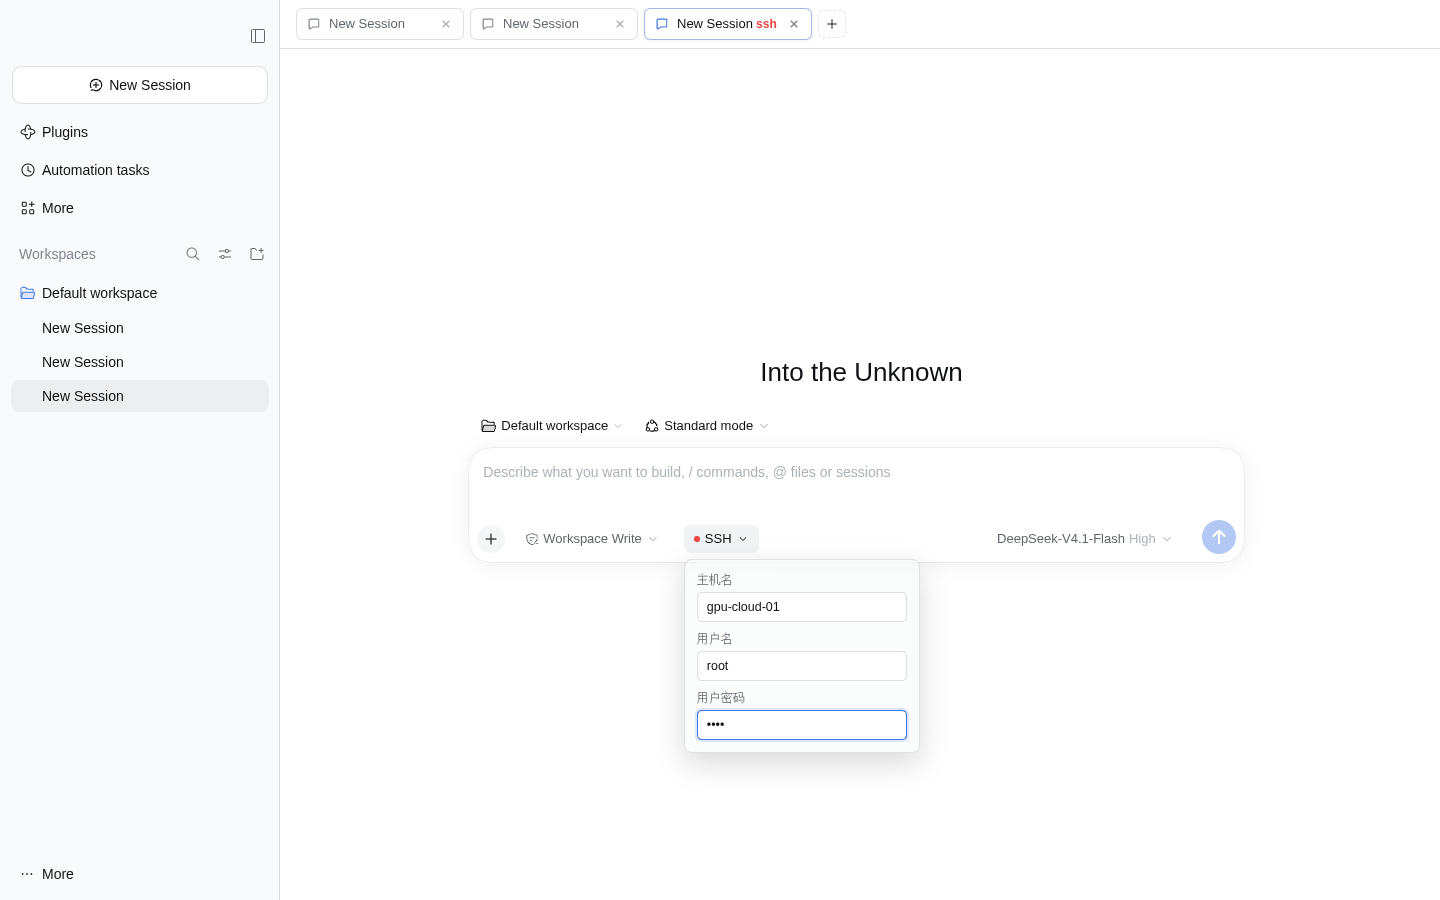 New Session
New Session
New Session ssh
New Session
Plugins
Automation tasks
More
Workspaces
Default workspace
New Session
New Session
New Session
More
Into the Unknown
Default workspace
Standard mode
Describe what you want to build, / commands, @ files or sessions
Workspace Write
SSH
DeepSeek-V4.1-Flash High
主机名
gpu-cloud-01
用户名
root
用户密码
••••